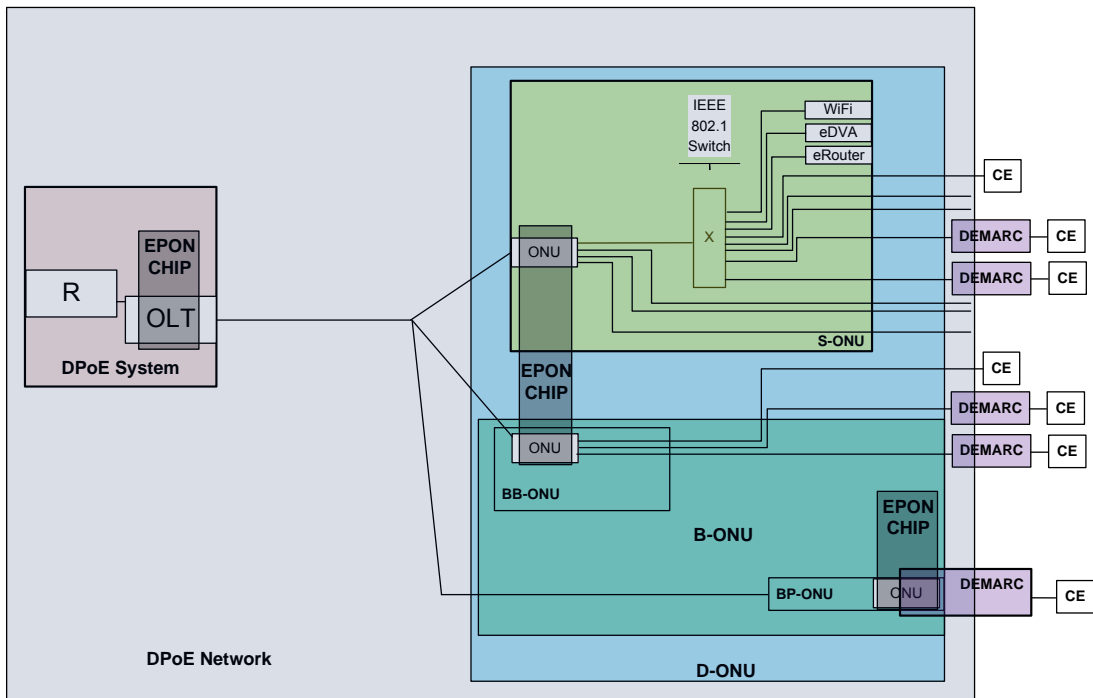 IEEE
802.1
Switch
WiFi
eDVA
eRouter
CE
EPON
CHIP
X
DEMARC
CE
ONU
DEMARC
CE
R
OLT
S-ONU
DPoE System
EPON
CHIP
CE
DEMARC
CE
ONU
DEMARC
CE
BB-ONU
EPON
CHIP
B-ONU
DEMARC
BP-ONU
ONU
CE
DPoE Network
D-ONU